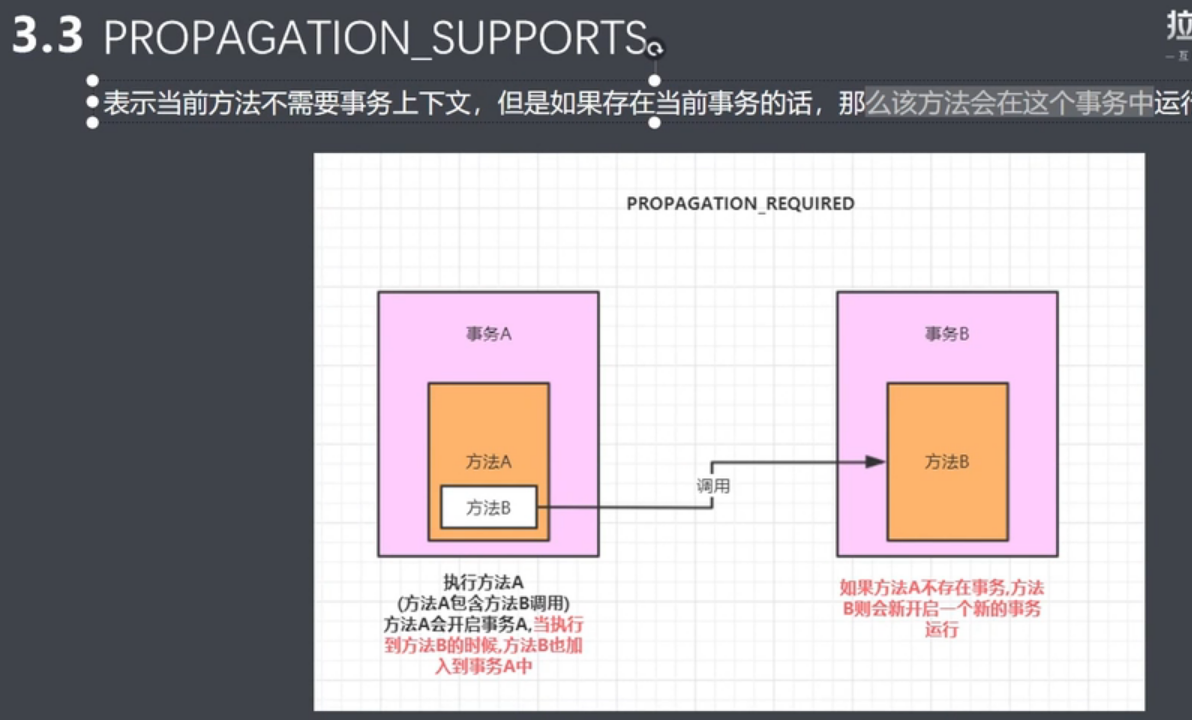 3.3 PROPAGATION_SUPPORTS
拉
一 互
表示当前方法不需要事务上下文，但是如果存在当前事务的话，那么该方法会在这个事务中运行
PROPAGATION_REQUIRED
事务A
事务B
方法A
方法B
调用
方法B
执行方法A
(方法A包含方法B调用)
方法A会开启事务A,当执行
到方法B的时候,方法B也加
入到事务A中
如果方法A不存在事务,方法
B则会新开启一个新的事务
运行